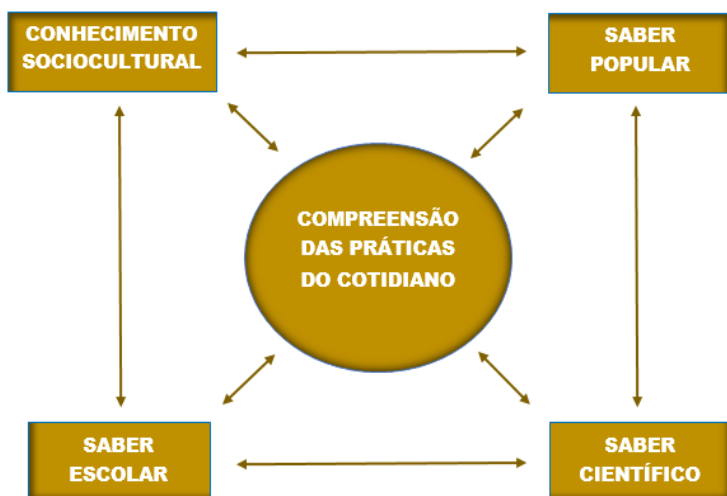 CONHECIMENTO
SOCIOCULTURAL
SABER
POPULAR
COMPREENSÃO
DAS PRÁTICAS
DO COTIDIANO
SABER
ESCOLAR
SABER
CIENTÍFICO